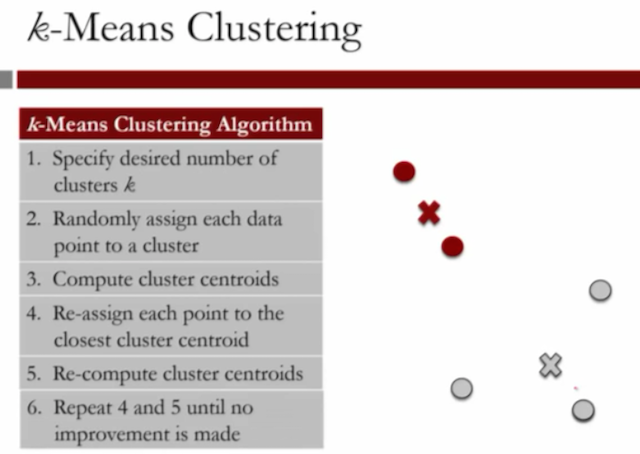 k-Means Clustering
k-Means Clustering Algorithm
1. Specify desired number of
clusters k
2. Randomly assign each data
point to a cluster
3. Compute cluster centroids
4. Re-assign each point to the
closest cluster centroid
5. Re-compute cluster centroids
6. Repeat 4 and 5 until no
improvement is made